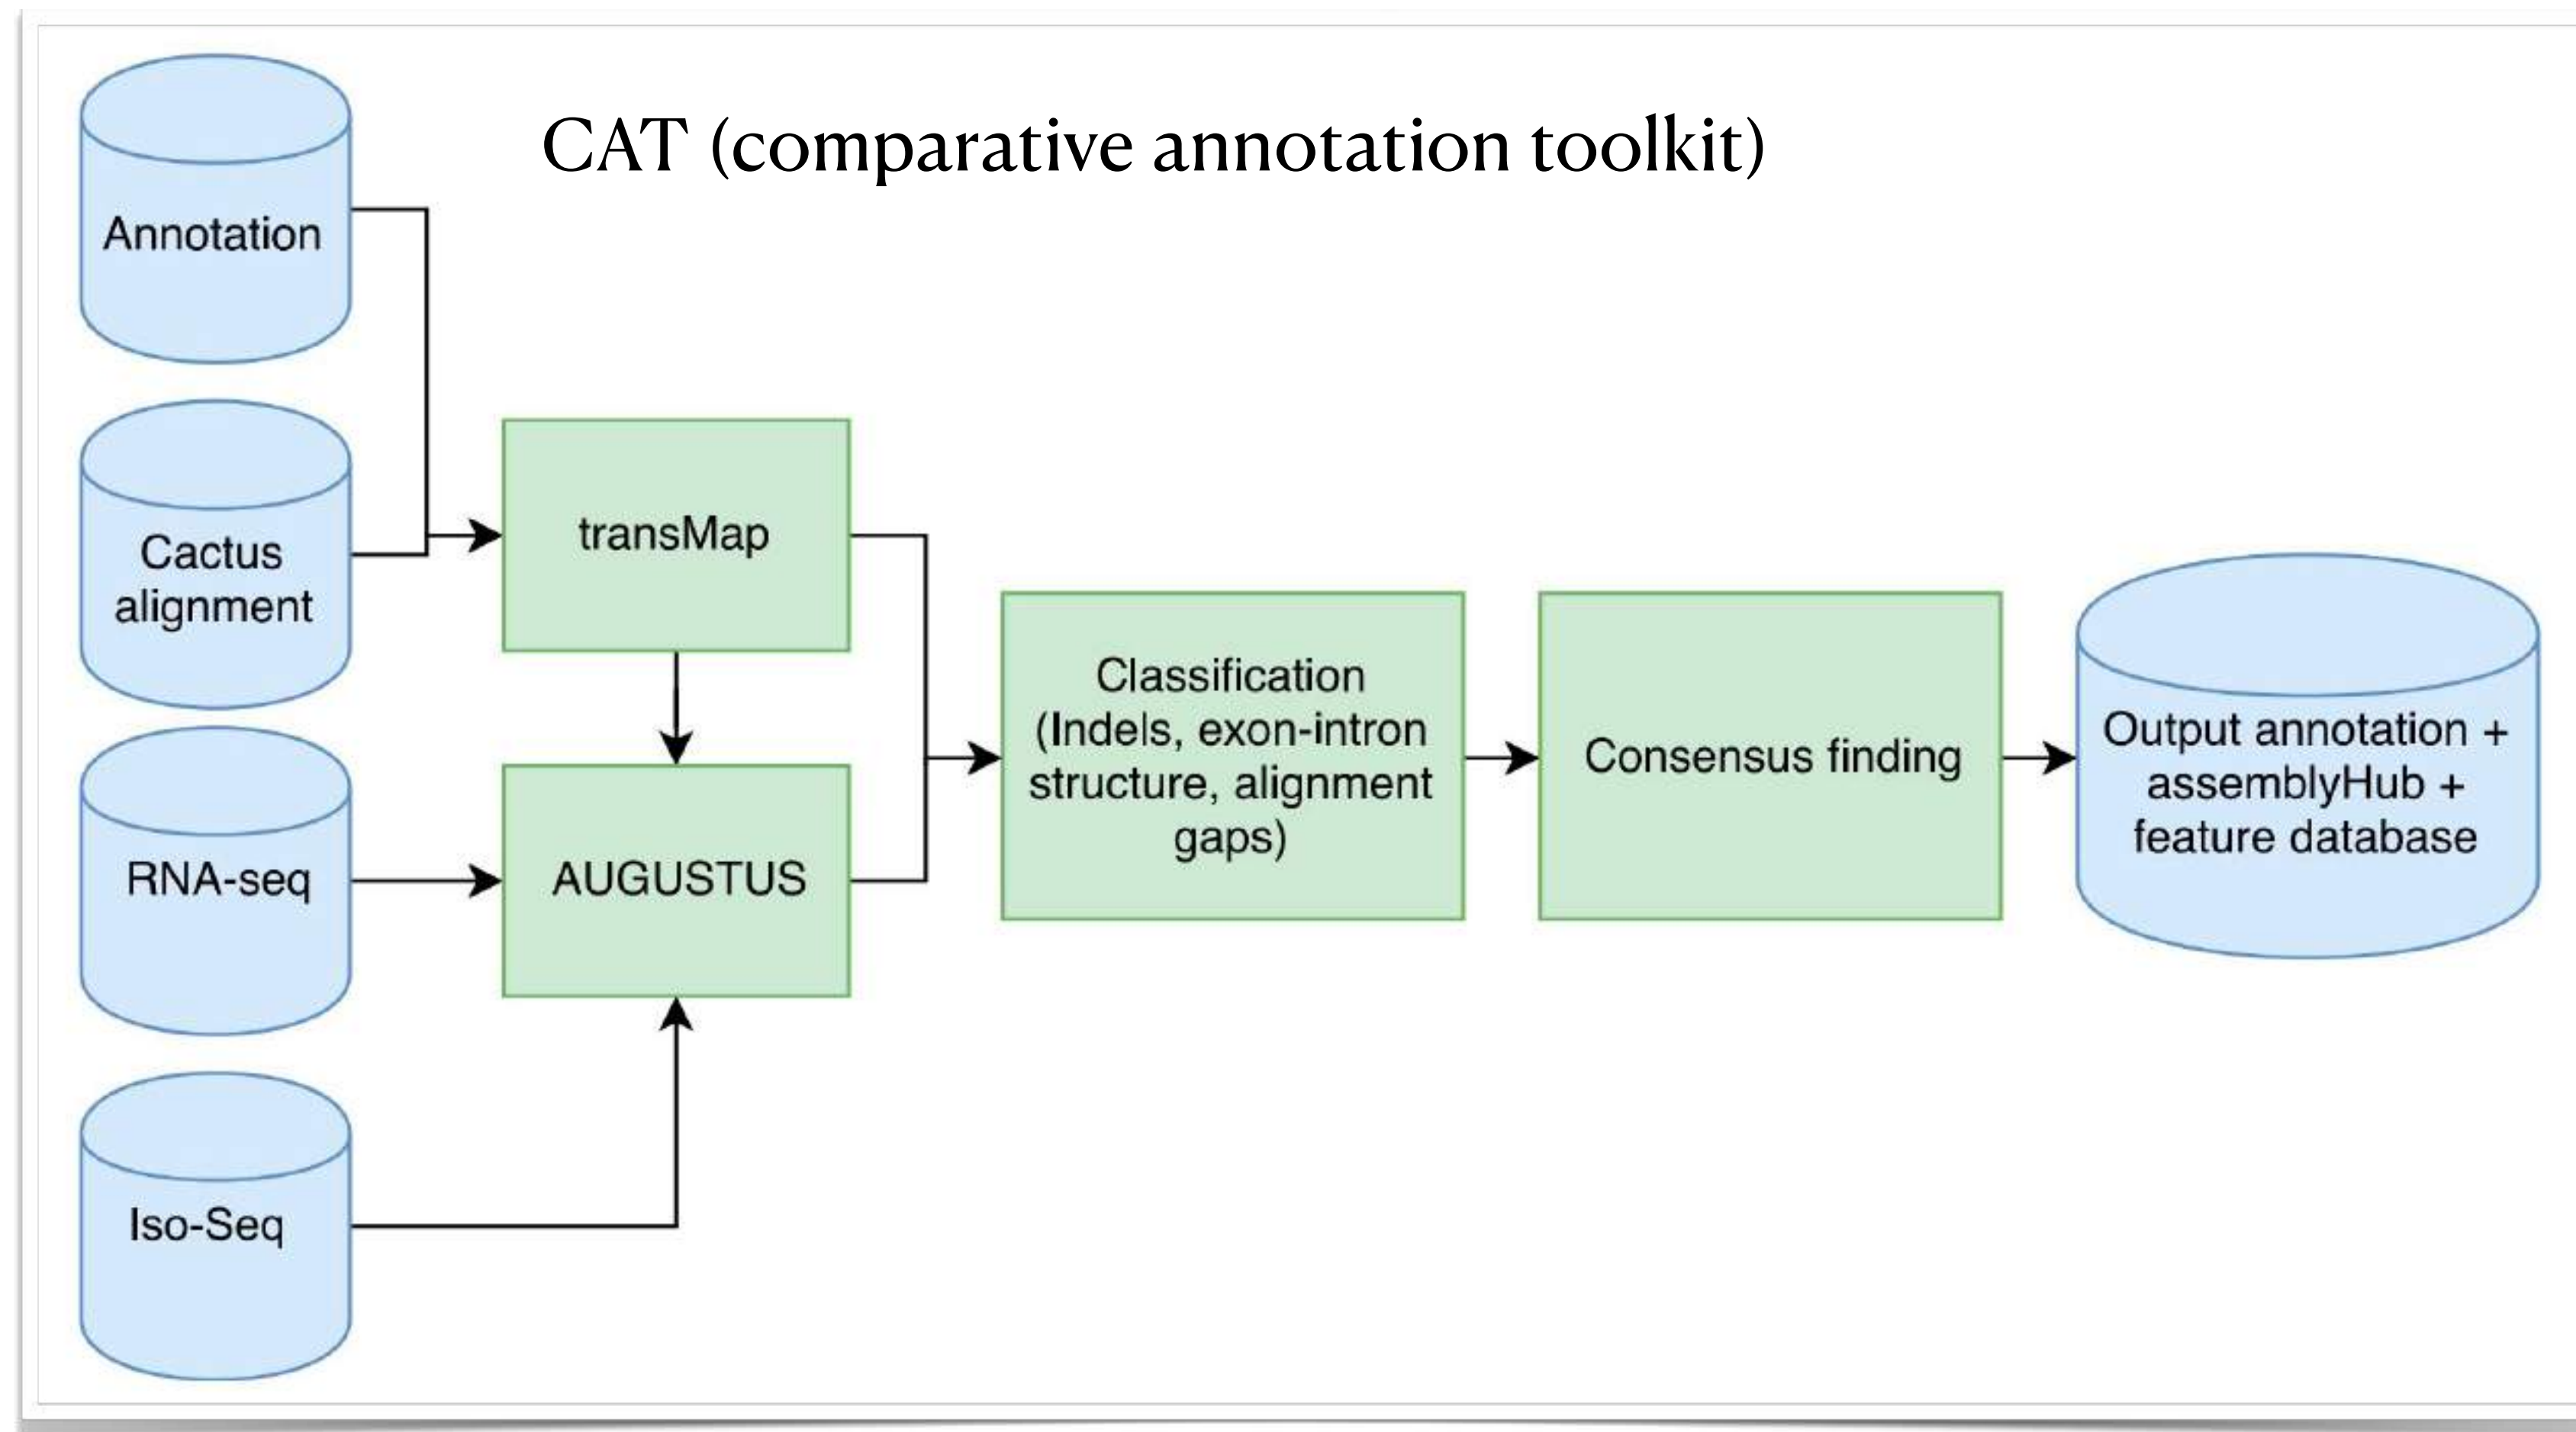 CAT (comparative annotation toolkit)
Annotation
Cactus
alignment
RNA-seq
Iso-Seq
transMap
AUGUSTUS
Classification
(Indels, exon-intron
structure, alignment
gaps)
Consensus finding
Output annotation +
assemblyHub +
feature database